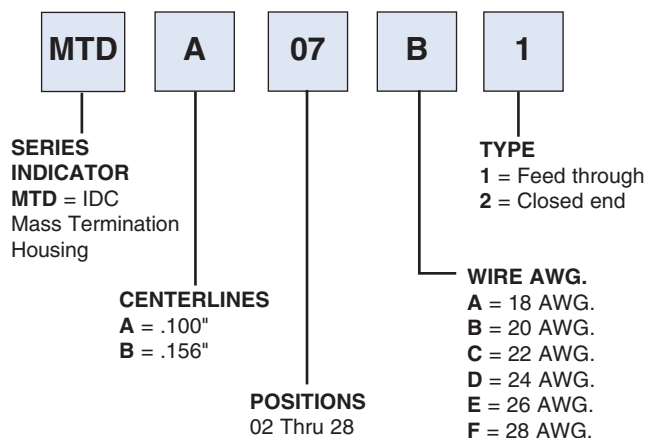 MTD A 07 B 1
SERIES
INDICATOR
MTD = IDC
Mass Termination
Housing
CENTERLINES
A = .100"
B = .156"
POSITIONS
02 Thru 28
TYPE
1 = Feed through
2 = Closed end
WIRE AWG.
A = 18 AWG.
B = 20 AWG.
C = 22 AWG.
D = 24 AWG.
E = 26 AWG.
F = 28 AWG.